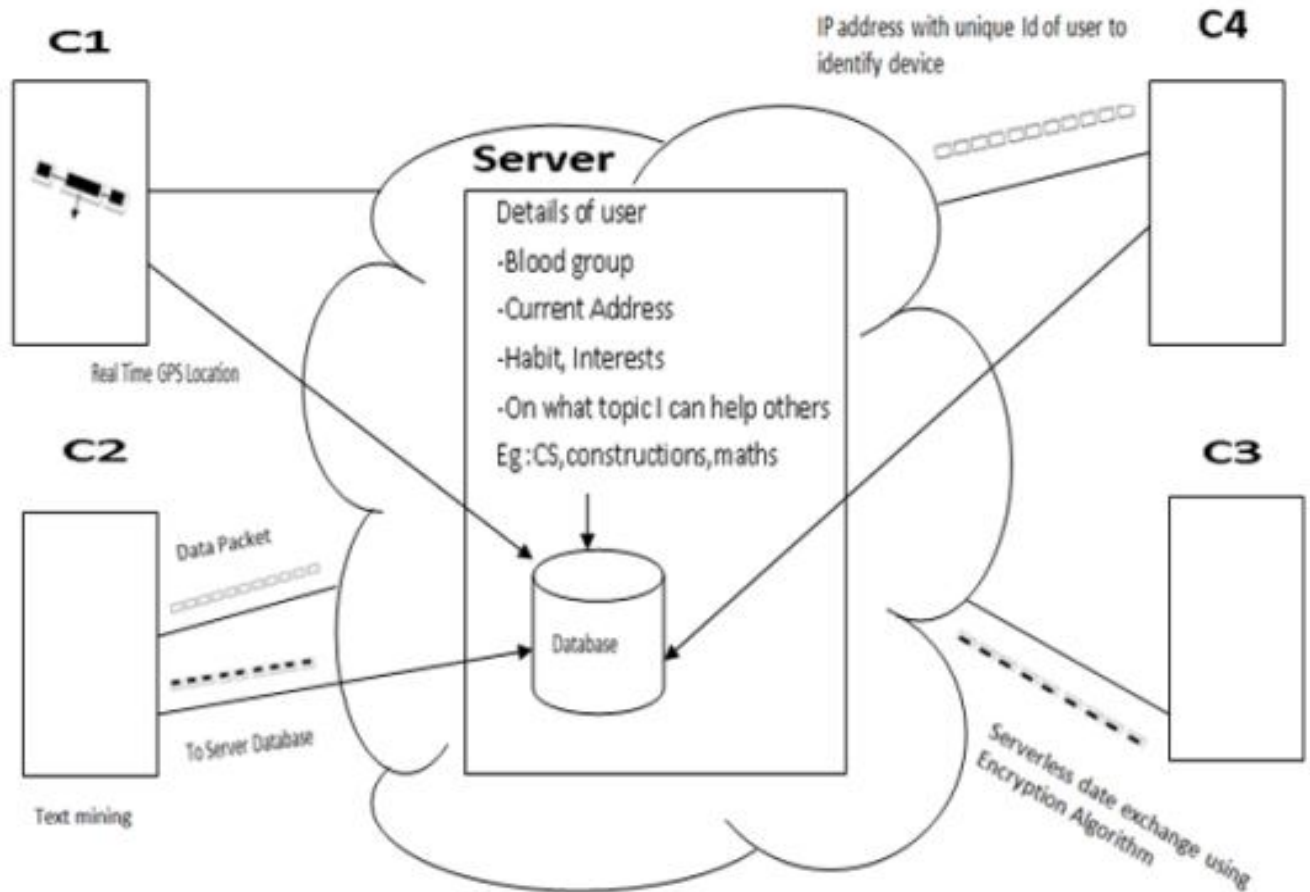 C1
IP address with unique Id of user to
identify device
C4
Server
Details of user
-Blood group
-Current Address
-Habit, Interests
-On what topic I can help others
Eg :CS,constructions,maths
Real Time GPS Location
C2
C3
Data Packet
Database
To Server Database
Text mining
Serverless date exchange using
Encryption Algorithm